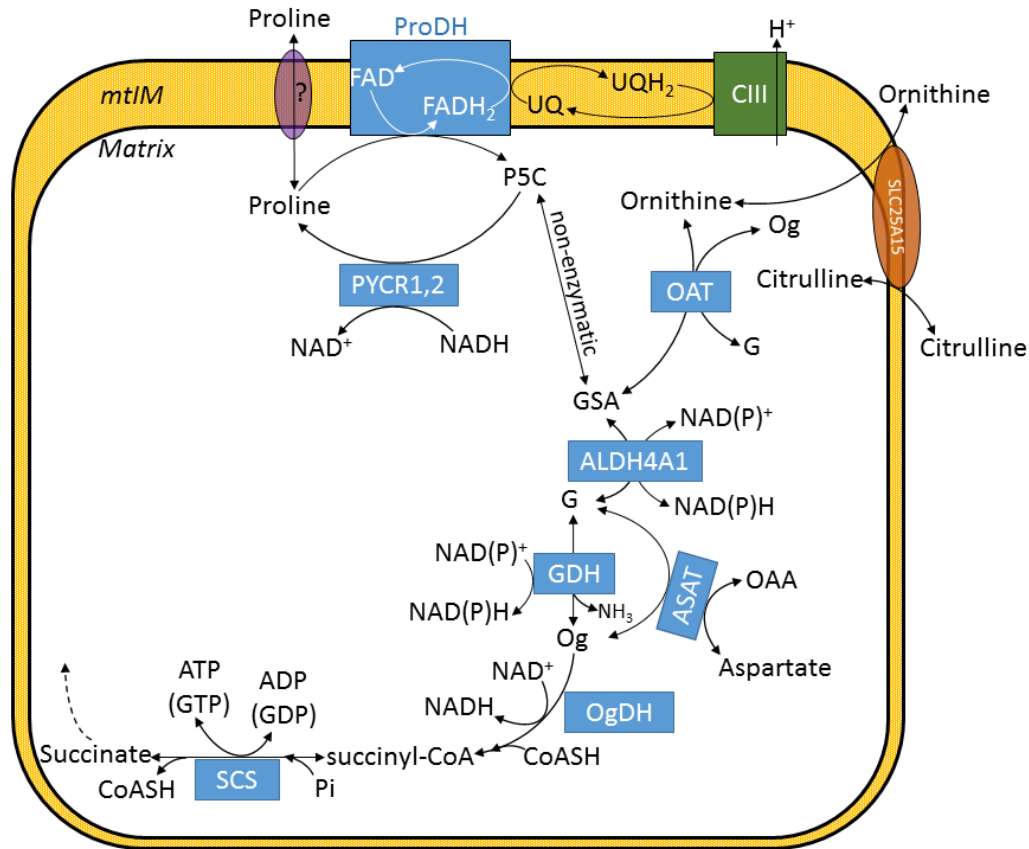 Proline
ProDH
H⁺
FAD
FADH₂
UQ
UQH₂
CIII
?
mtIM
Matrix
Ornithine
SLC25A15
P5C
Proline
Ornithine
Og
PYCR1,2
non-enzymatic
OAT
Citrulline
NAD⁺
NADH
G
Citrulline
GSA
NAD(P)⁺
ALDH4A1
G
NAD(P)H
NAD(P)⁺
GDH
ASAT
OAA
NAD(P)H
NH₃
Og
Aspartate
ATP
(GTP)
ADP
(GDP)
NAD⁺
NADH
OgDH
Succinate
succinyl-CoA
CoASH
CoASH
SCS
Pi